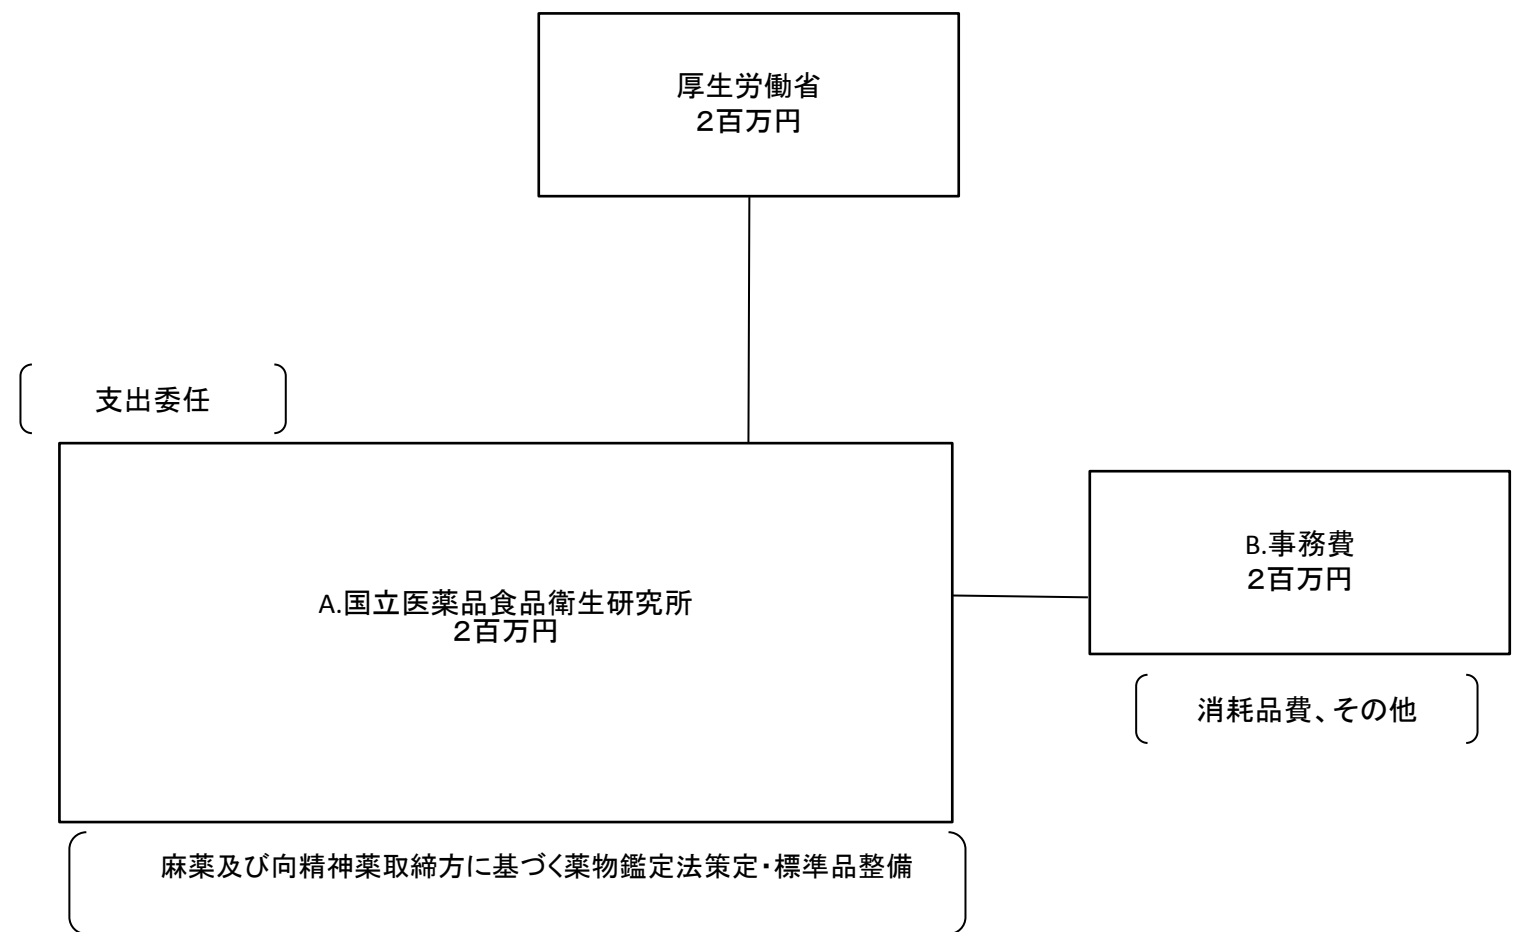 厚生労働省
2百万円
支出委任
A.国立医薬品食品衛生研究所
2百万円
B.事務費
2百万円
消耗品費、その他
麻薬及び向精神薬取締方に基づく薬物鑑定法策定・標準品整備